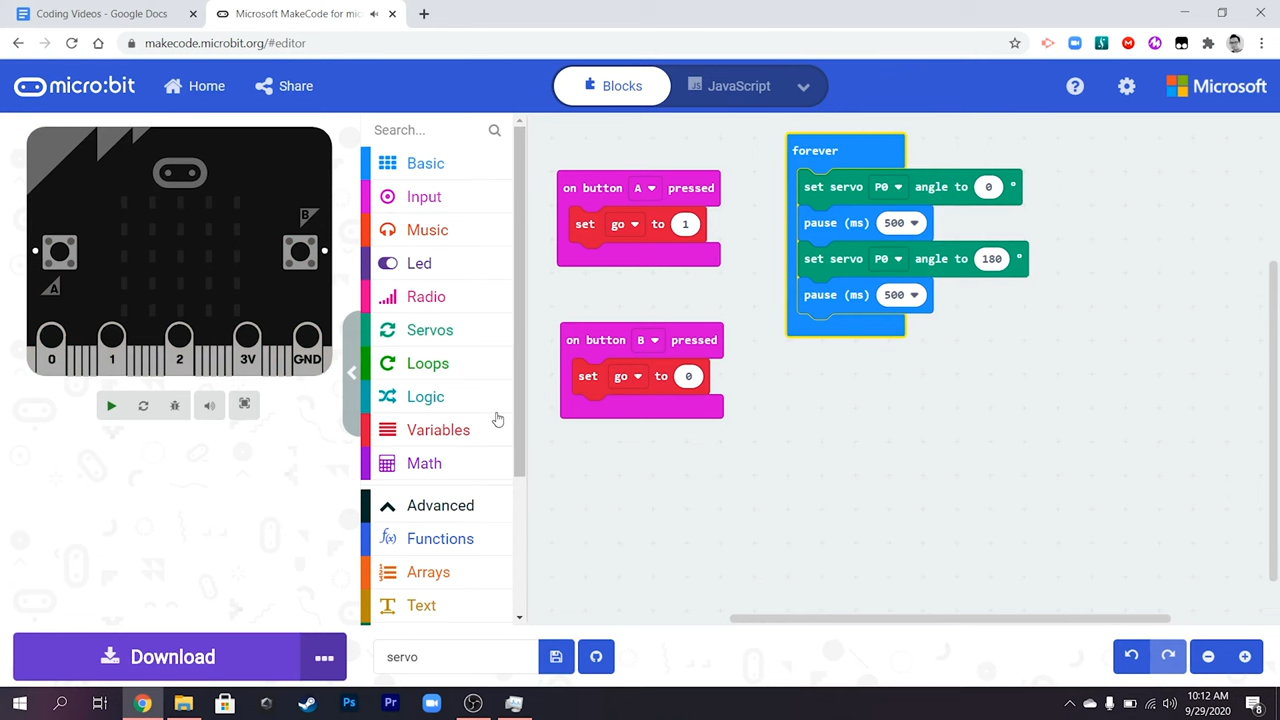 Coding Videos - Google Docs
Microsoft MakeCode for mic
makecode.microbit.org/#editor
micro:bit
Home
Share
Blocks
JS
JavaScript
?
Microsoft
B
A
0 1 2 3V GND
Search...
Basic
Input
Music
Led
Radio
Servos
Loops
Logic
Variables
Math
Advanced
Functions
Arrays
Text
on button A pressed
set go to 1
on button B pressed
set go to 0
forever
set servo P0 angle to 0 °
pause (ms) 500
set servo P0 angle to 180 °
pause (ms) 500
Download
...
servo
10:12 AM
9/29/2020
8